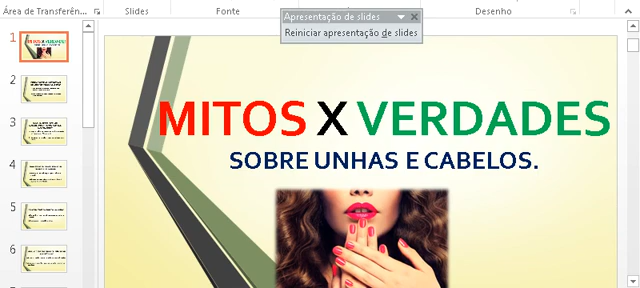 Área de Transferên...
Slides
Fonte
Desenho
Apresentação de slides
Reiniciar apresentação de slides
1
2
3
4
5
6
MITOS X VERDADES
SOBRE UNHAS E CABELOS.